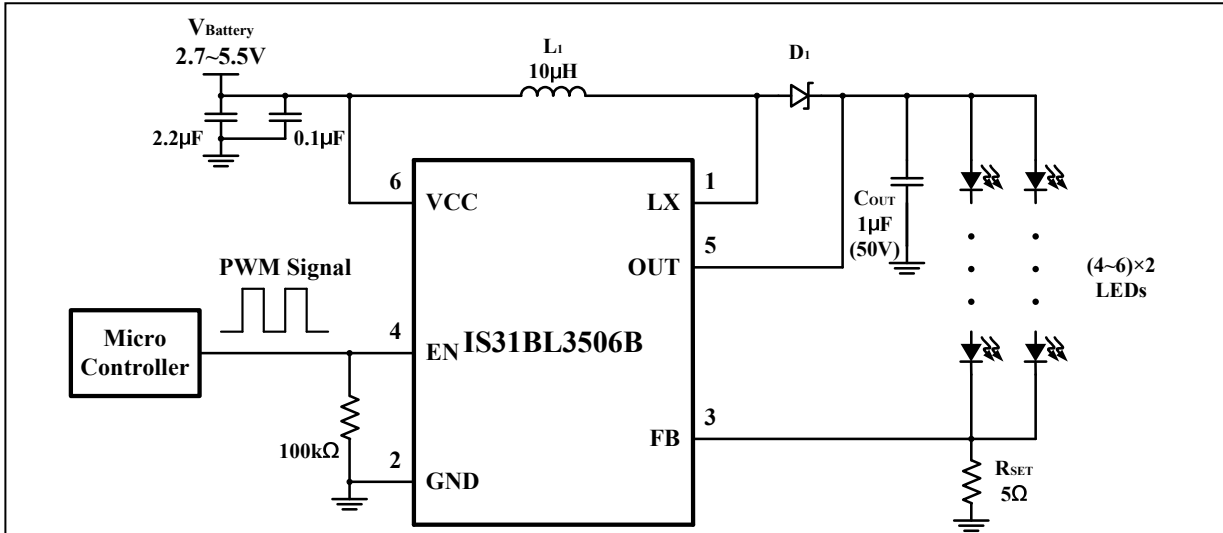 VBattery
2.7~5.5V
L1
10µH
D1
2.2µF
0.1µF
6
VCC
1
LX
COUT
1µF
(50V)
5
OUT
(4~6)×2
LEDs
PWM Signal
Micro
Controller
4
EN
IS31BL3506B
3
FB
100kΩ
2
GND
RSET
5Ω